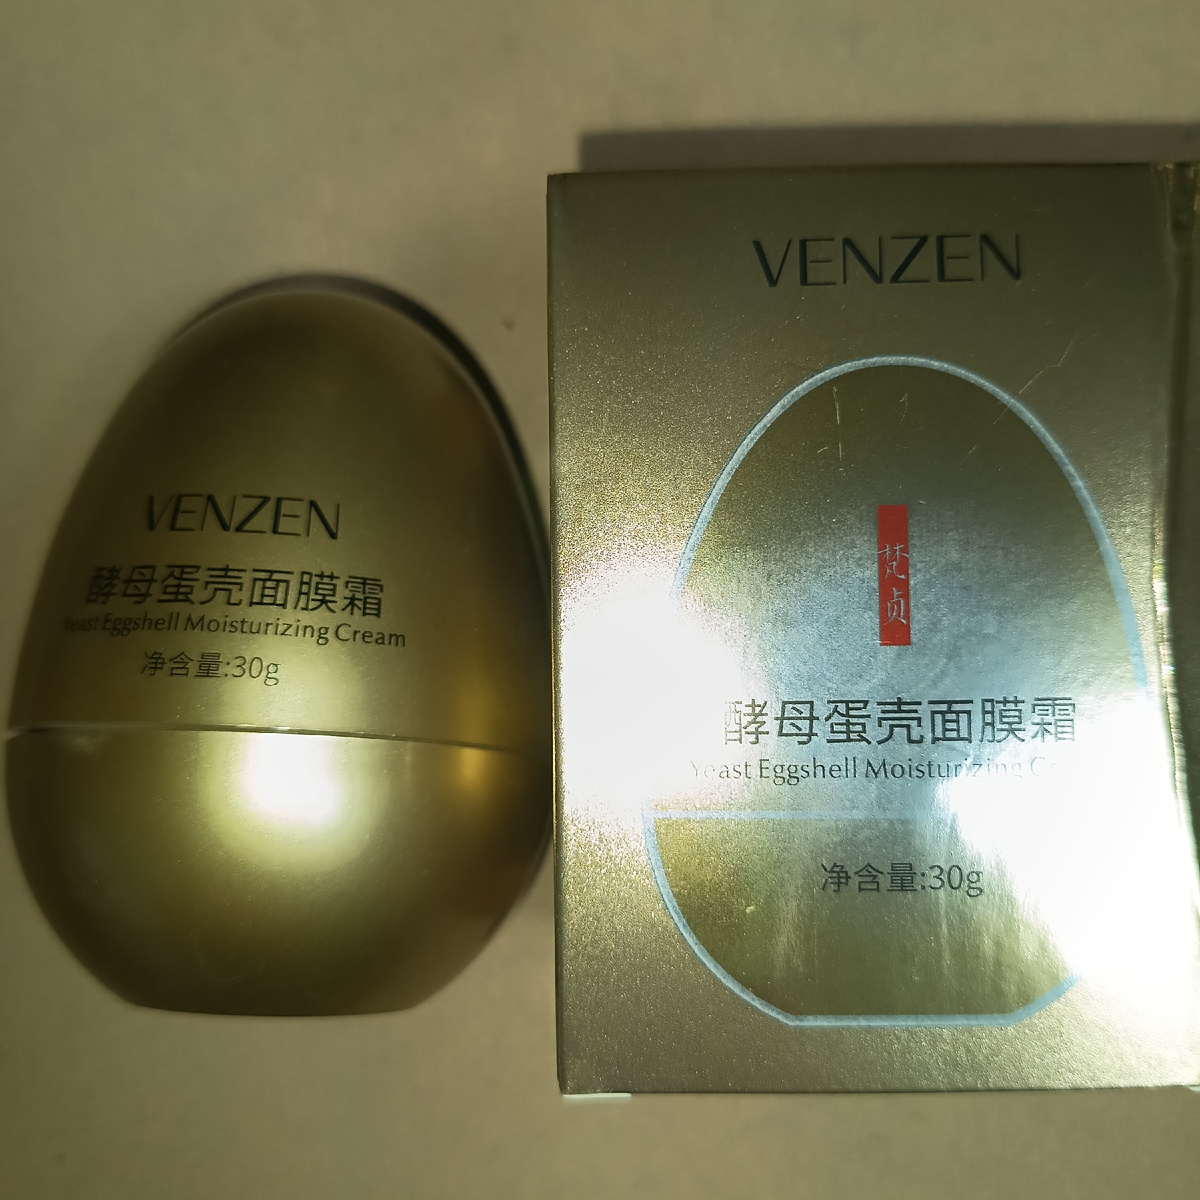 VENZEN
酵母蛋壳面膜霜
Yeast Eggshell Moisturizing Cream
净含量:30g
VENZEN
梵贞
酵母蛋壳面膜霜
Yeast Eggshell Moisturizing
净含量:30g